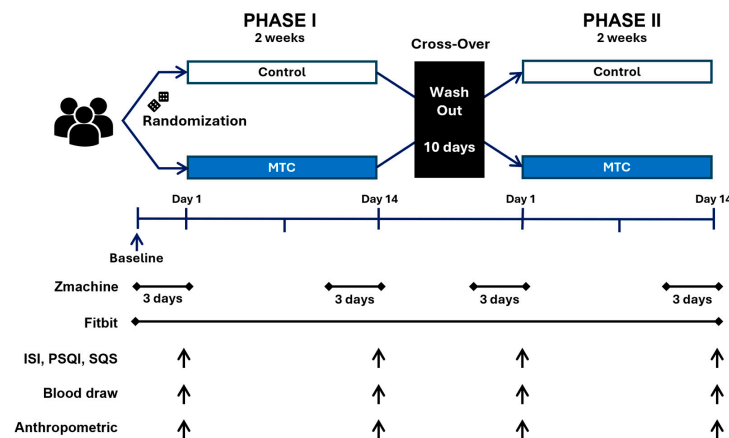 PHASE I
2 weeks
PHASE II
2 weeks
Cross-Over
Control
Control
Wash
Out
10 days
Randomization
MTC
MTC
Day 1
Day 14
Day 1
Day 14
Baseline
Zmachine
3 days
3 days
3 days
3 days
Fitbit
ISI, PSQI, SQS
Blood draw
Anthropometric